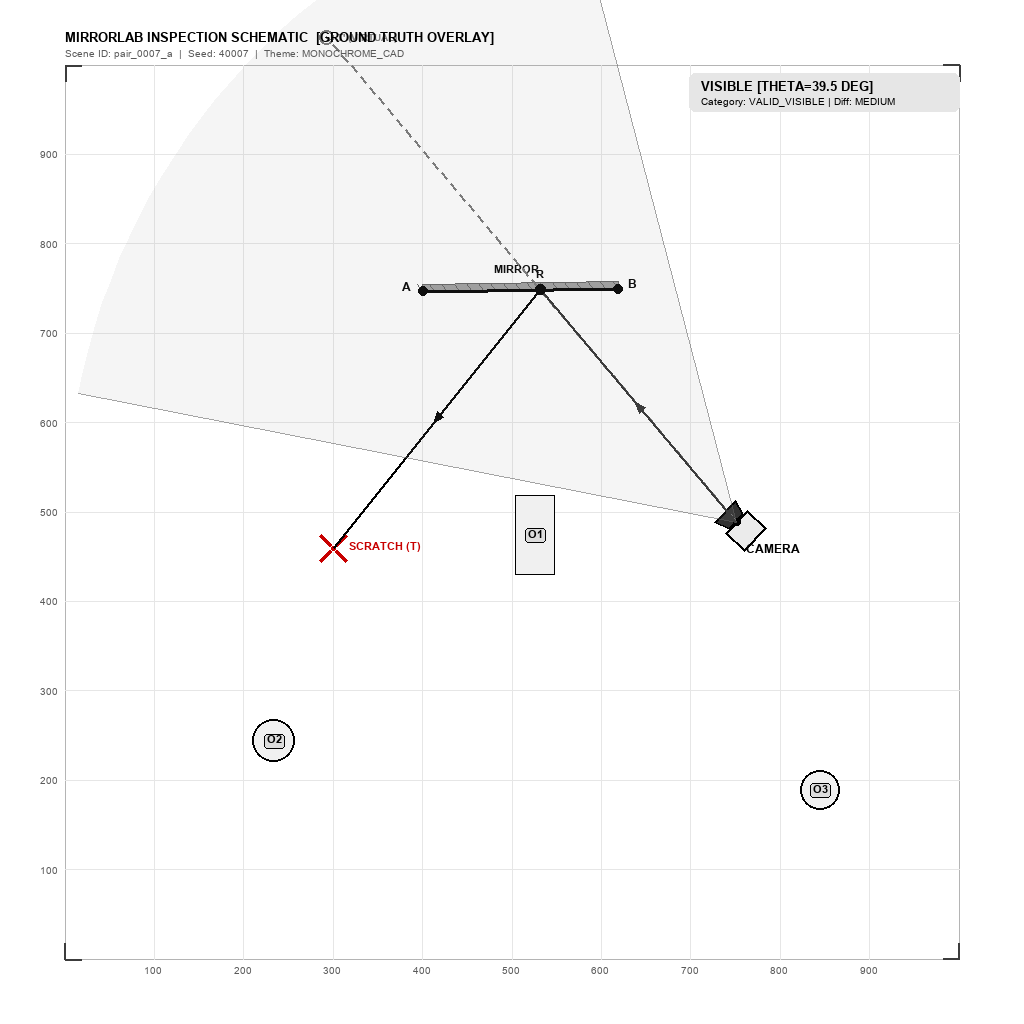 MIRRORLAB INSPECTION SCHEMATIC [GROUND TRUTH OVERLAY]
Scene ID: pair_0007_a | Seed: 40007 | Theme: MONOCHROME_CAD
VISIBLE [THETA=39.5 DEG]
Category: VALID_VISIBLE | Diff: MEDIUM
900
800
MIRROR
R
A
B
700
600
500
O1
SCRATCH (T)
CAMERA
400
300
O2
200
O3
100
100 200 300 400 500 600 700 800 900